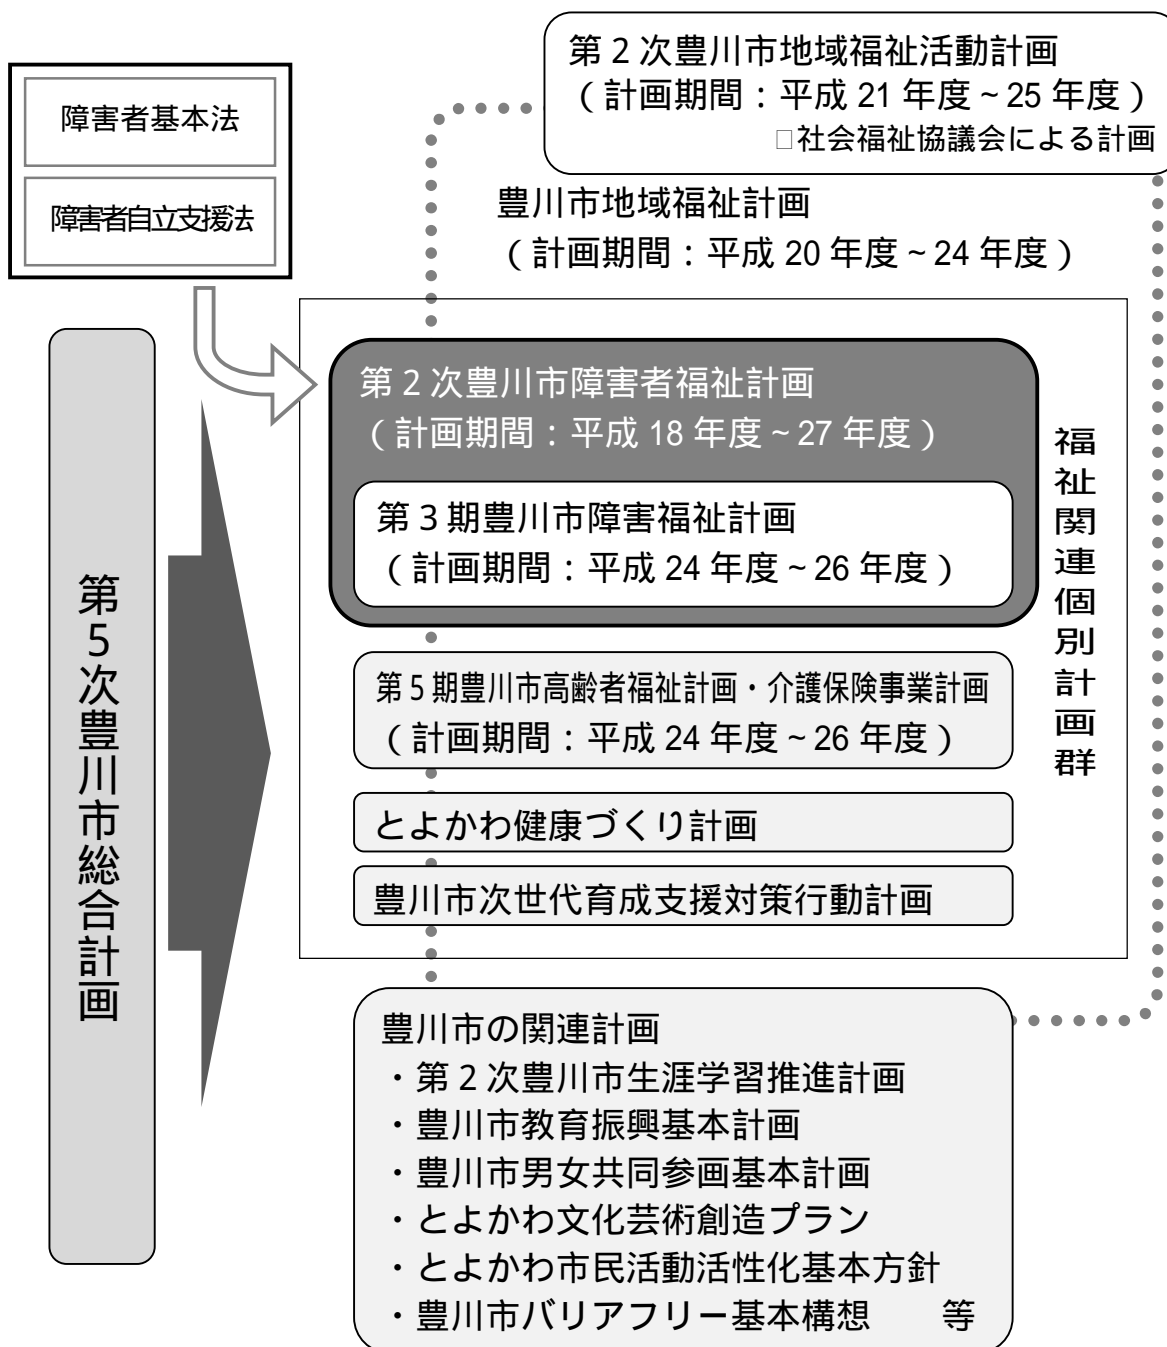 第２次豊川市地域福祉活動計画
（計画期間：平成 21 年度～25 年度）
□社会福祉協議会による計画
障害者基本法
障害者自立支援法
豊川市地域福祉計画
（計画期間：平成 20 年度～24 年度）
第５次豊川市総合計画
第２次豊川市障害者福祉計画
（計画期間：平成 18 年度～27 年度）
第３期豊川市障害福祉計画
（計画期間：平成 24 年度～26 年度）
第５期豊川市高齢者福祉計画・介護保険事業計画
（計画期間：平成 24 年度～26 年度）
とよかわ健康づくり計画
豊川市次世代育成支援対策行動計画
福祉関連個別計画群
豊川市の関連計画
・第２次豊川市生涯学習推進計画
・豊川市教育振興基本計画
・豊川市男女共同参画基本計画
・とよかわ文化芸術創造プラン
・とよかわ市民活動活性化基本方針
・豊川市バリアフリー基本構想　　等